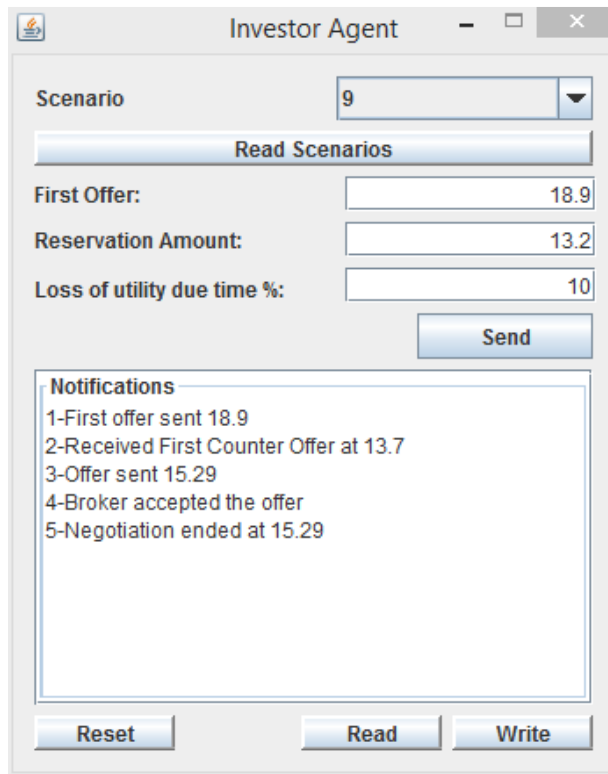 Investor Agent
Scenario 9
Read Scenarios
First Offer: 18.9
Reservation Amount: 13.2
Loss of utility due time %: 10
Send
Notifications
1-First offer sent 18.9
2-Received First Counter Offer at 13.7
3-Offer sent 15.29
4-Broker accepted the offer
5-Negotiation ended at 15.29
Reset Read Write